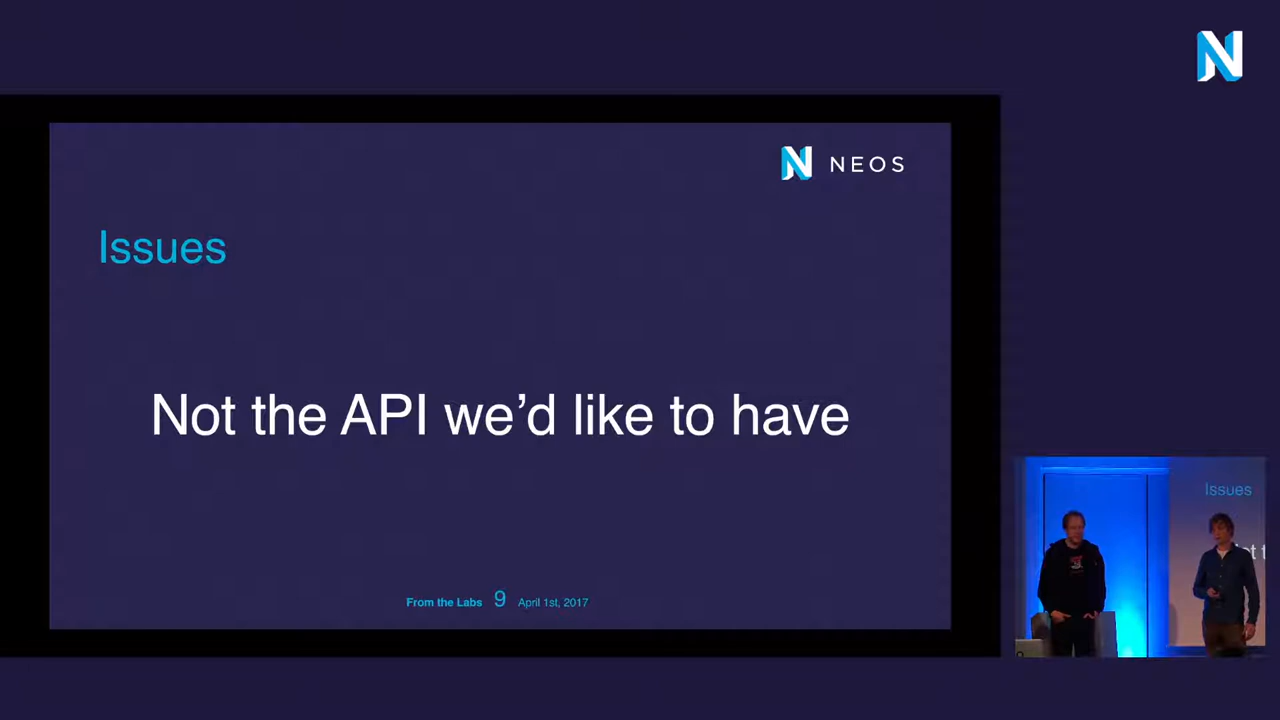 NEOS
Issues
Not the API we'd like to have
From the Labs 9 April 1st, 2017
Issues